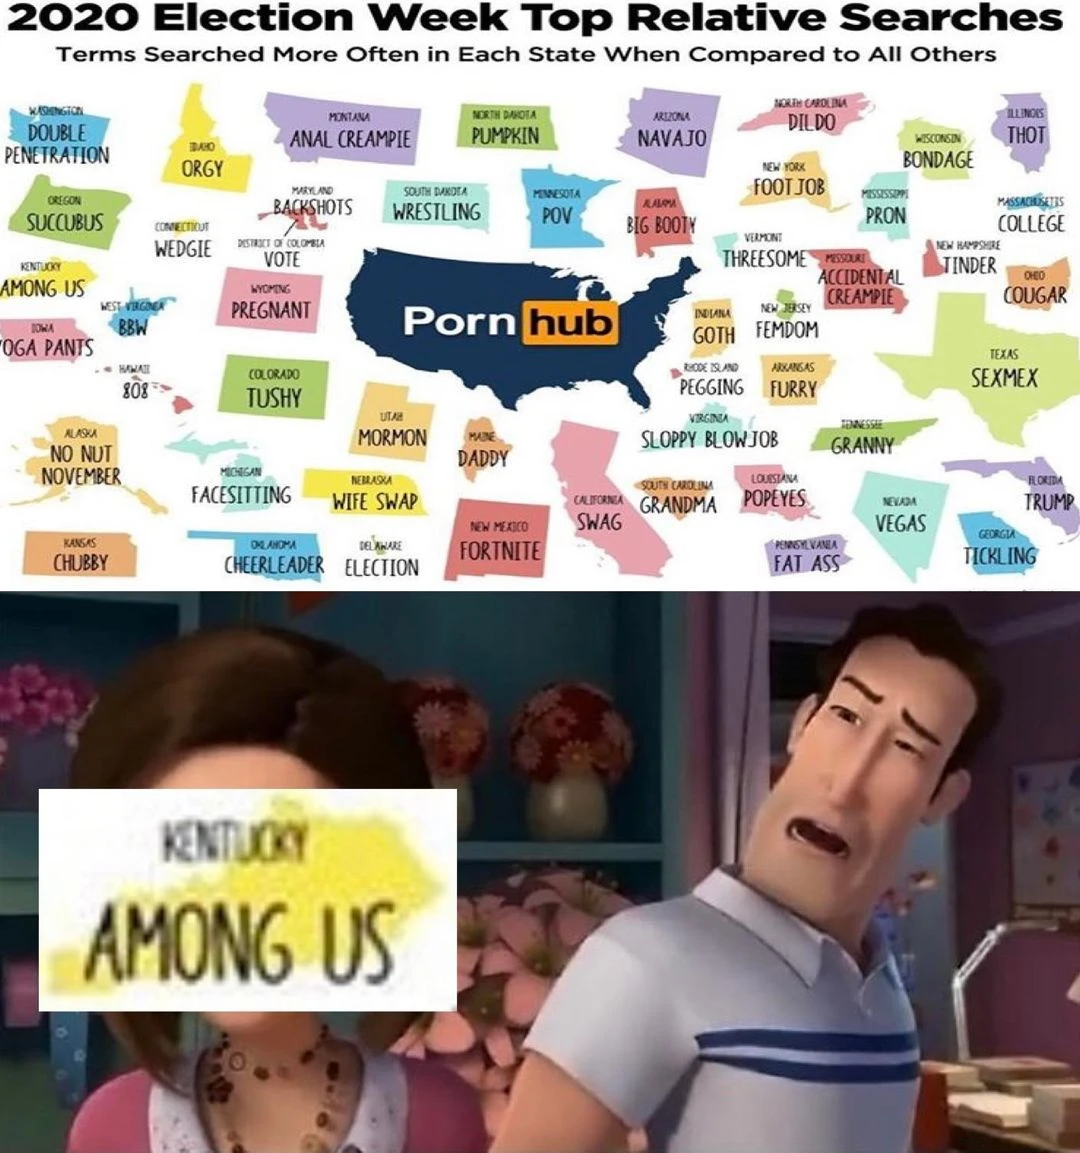 2020 Election Week Top Relative Searches
Terms Searched More Often in Each State When Compared to All Others
WASHINGTON
DOUBLE
PENETRATION
IDAHO
ORGY
MONTANA
ANAL CREAMPIE
NORTH DAKOTA
PUMPKIN
ARIZONA
NAVAJO
NORTH CAROLINA
DILDO
WISCONSIN
BONDAGE
ILLINOIS
THOT
OREGON
SUCCUBUS
CONNECTICUT
WEDGIE
MARYLAND
BACKSHOTS
DISTRICT OF COLOMBIA
VOTE
SOUTH DAKOTA
WRESTLING
MINNESOTA
POV
ALABAMA
BIG BOOTY
NEW YORK
FOOTJOB
MISSISSIPPI
PRON
MASSACHUSETTS
COLLEGE
VERMONT
THREESOME
MISSOURI
ACCIDENTAL
CREAMPIE
NEW HAMPSHIRE
TINDER
OHIO
COUGAR
KENTUCKY
AMONG US
WEST VIRGINIA
BBW
WYOMING
PREGNANT
Porn hub
INDIANA
GOTH
NEW JERSEY
FEMDOM
IOWA
YOGA PANTS
HAWAII
808
COLORADO
TUSHY
RHODE ISLAND
PEGGING
ARKANSAS
FURRY
TEXAS
SEXMEX
ALASKA
NO NUT
NOVEMBER
MICHIGAN
FACESITTING
UTAH
MORMON
MAINE
DADDY
VIRGINIA
SLOPPY BLOWJOB
TENNESSEE
GRANNY
NEBRASKA
WIFE SWAP
CALIFORNIA
SWAG
SOUTH CAROLINA
GRANDMA
LOUISIANA
POPEYES
NEVADA
VEGAS
FLORIDA
TRUMP
KANSAS
CHUBBY
OKLAHOMA
CHEERLEADER
DELAWARE
ELECTION
NEW MEXICO
FORTNITE
PENNSYLVANIA
FAT ASS
GEORGIA
TICKLING
KENTUCKY
AMONG US